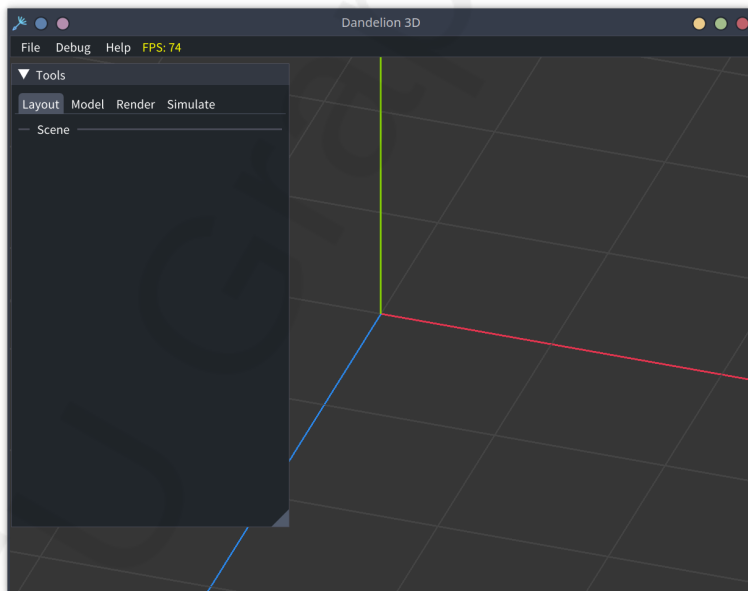 Dandelion 3D
File Debug Help FPS: 74
Tools
Layout Model Render Simulate
Scene